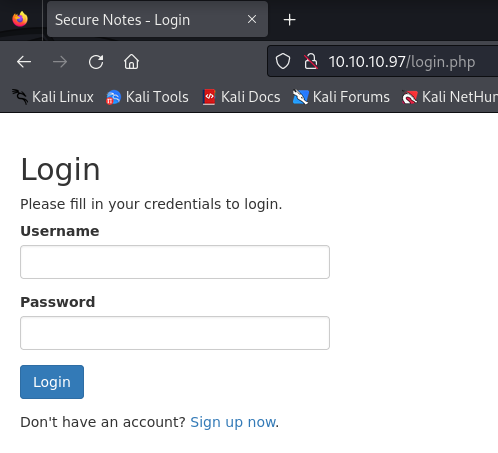 Secure Notes - Login
10.10.10.97/login.php
Kali Linux Kali Tools Kali Docs Kali Forums Kali NetHun
Login
Please fill in your credentials to login.
Username
Password
Login
Don't have an account? Sign up now.